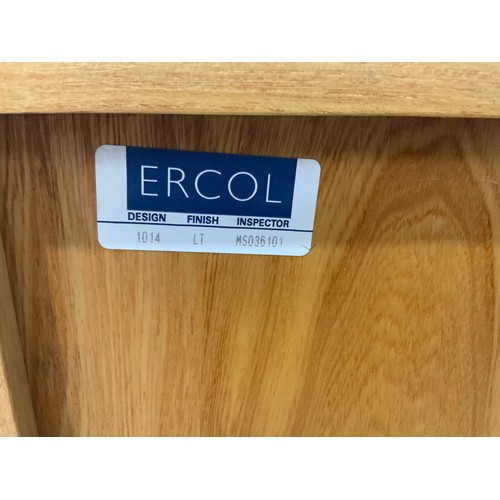 ERCOL
DESIGN FINISH INSPECTOR
1014 LT MS036101